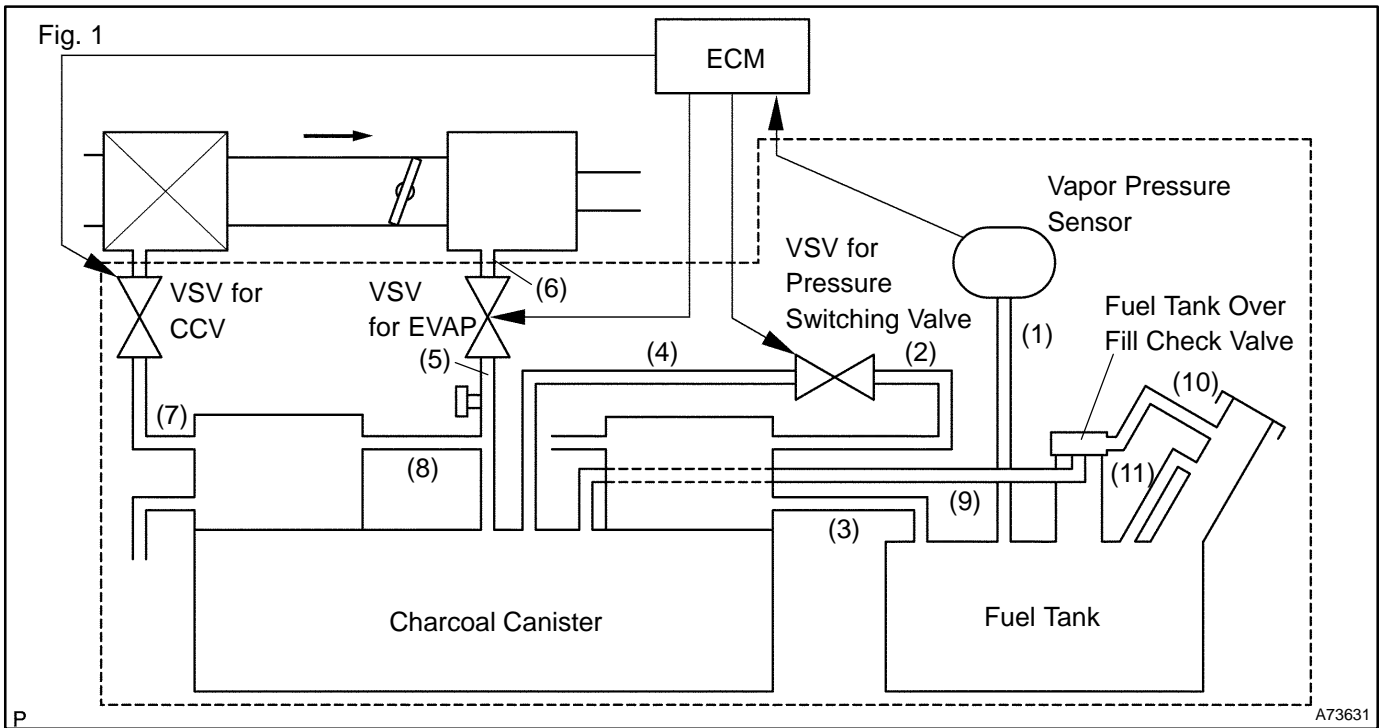 Fig. 1
ECM
Vapor Pressure
Sensor
VSV for
CCV
VSV
for EVAP
(6)
VSV for
Pressure
Switching Valve
(1)
Fuel Tank Over
Fill Check Valve
(5)
(4)
(2)
(10)
(7)
(8)
(9)
(11)
(3)
Charcoal Canister
Fuel Tank
P
A73631